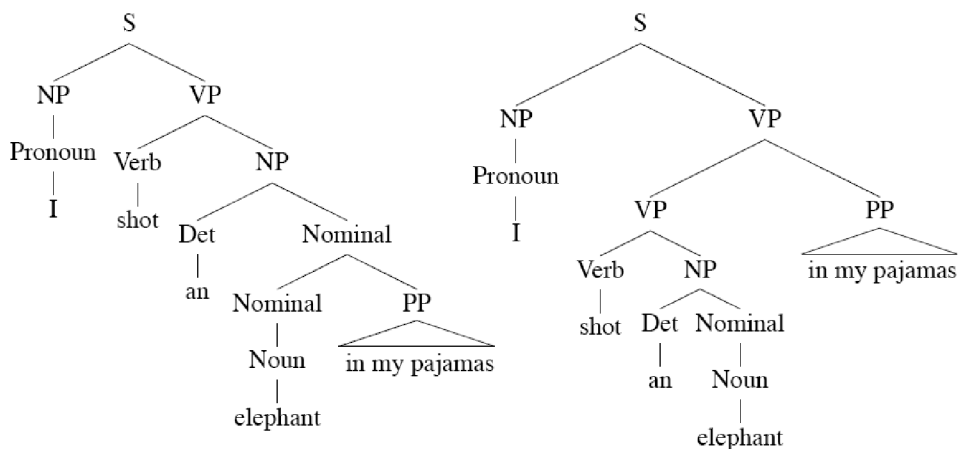 S
NP VP
Pronoun Verb NP
I shot Det Nominal
an Nominal PP
Noun in my pajamas
elephant
S
NP VP
Pronoun VP PP
I Verb NP in my pajamas
shot Det Nominal
an Noun
elephant